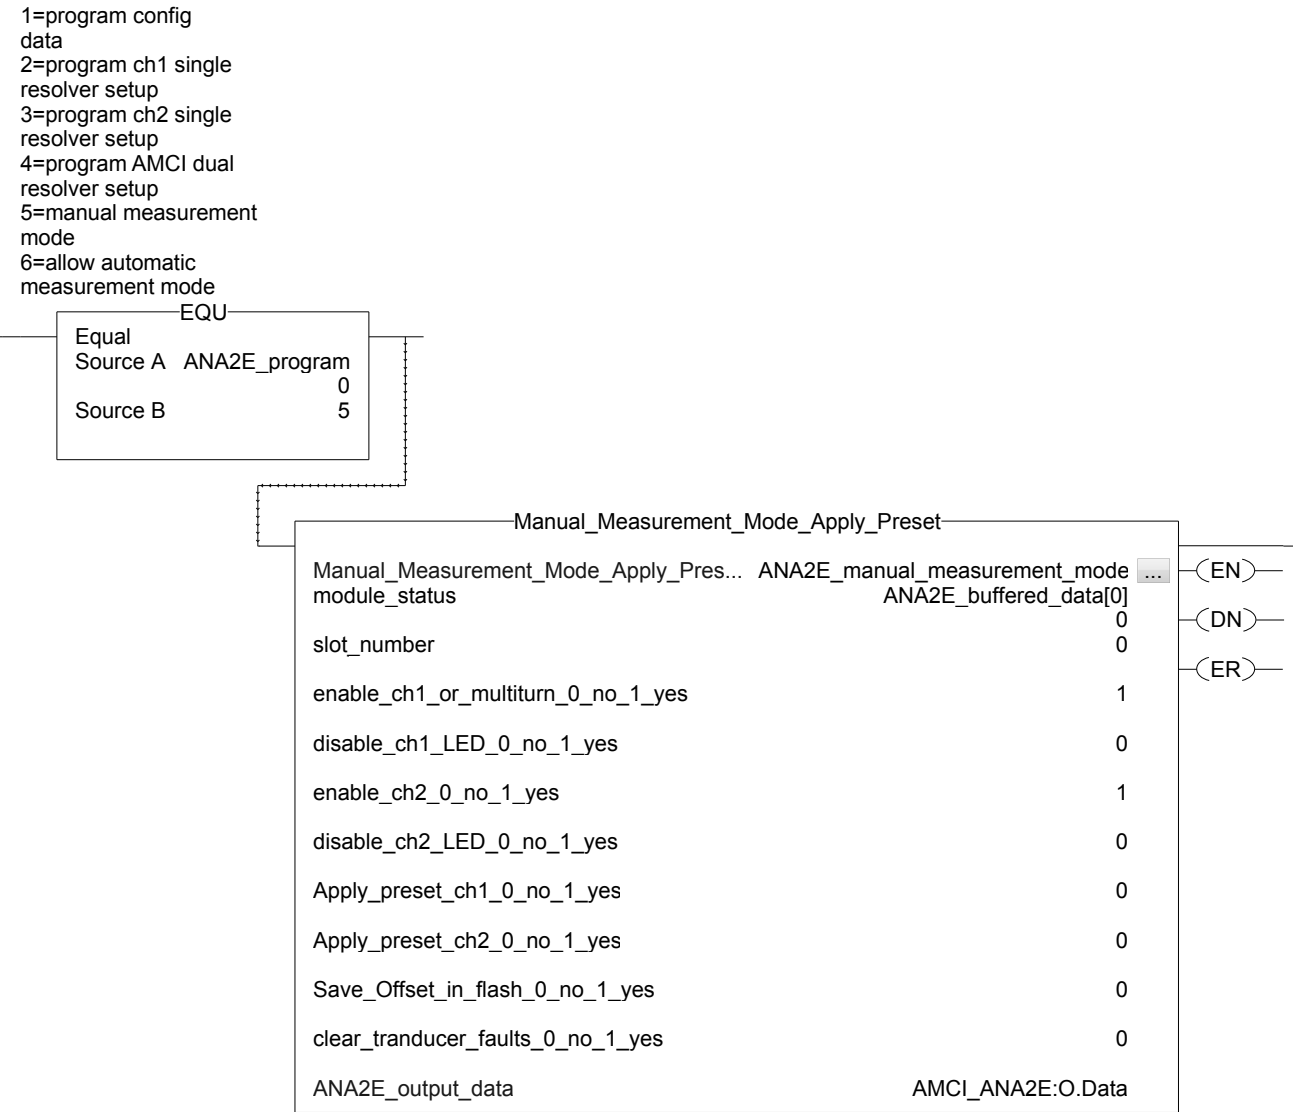 1=program config
data
2=program ch1 single
resolver setup
3=program ch2 single
resolver setup
4=program AMCI dual
resolver setup
5=manual measurement
mode
6=allow automatic
measurement mode
EQU
Equal
Source A ANA2E_program
0
Source B 5
Manual_Measurement_Mode_Apply_Preset
Manual_Measurement_Mode_Apply_Pres... ANA2E_manual_measurement_mode ... EN
module_status ANA2E_buffered_data[0]
0 DN
slot_number 0
ER
enable_ch1_or_multiturn_0_no_1_yes 1
disable_ch1_LED_0_no_1_yes 0
enable_ch2_0_no_1_yes 1
disable_ch2_LED_0_no_1_yes 0
Apply_preset_ch1_0_no_1_yes 0
Apply_preset_ch2_0_no_1_yes 0
Save_Offset_in_flash_0_no_1_yes 0
clear_tranducer_faults_0_no_1_yes 0
ANA2E_output_data AMCI_ANA2E:O.Data